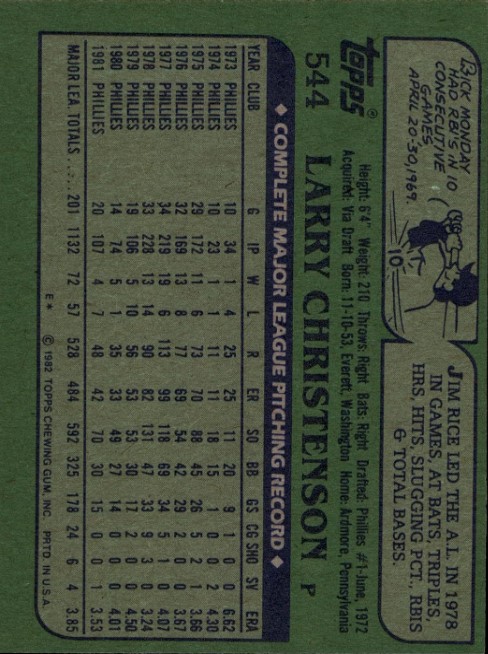 RICK MONDAY
HAD RBI'S IN 10
CONSECUTIVE
GAMES
APRIL 20-30, 1969.
10
JIM RICE LED THE A.L. IN 1978
IN GAMES, AT BATS, TRIPLES,
HRS, HITS, SLUGGING PCT., RBIS
& TOTAL BASES.
topps®
544 LARRY CHRISTENSON P
Height: 6'4" Weight: 210 Throws: Right Bats: Right Drafted: Phillies #1-June, 1972
Acquired: Via Draft Born: 11-10-53, Everett, Washington Home: Ardmore, Pennsylvania
◆ COMPLETE MAJOR LEAGUE PITCHING RECORD ◆
YEAR CLUB G IP W L R ER SO BB GS CG SHO SV ERA
1973 PHILLIES 10 34 1 4 25 25 11 20 9 1 0 0 6.62
1974 PHILLIES 10 23 1 1 11 11 18 15 1 0 0 2 4.30
1975 PHILLIES 29 172 11 6 73 70 88 45 26 5 2 1 3.66
1976 PHILLIES 32 169 13 8 77 69 54 42 29 2 0 0 3.67
1977 PHILLIES 34 219 19 6 113 99 118 69 34 5 1 0 4.07
1978 PHILLIES 33 228 13 14 90 82 131 47 33 9 3 0 3.24
1979 PHILLIES 19 106 5 10 56 53 53 30 17 2 0 0 4.50
1980 PHILLIES 14 74 5 1 35 33 49 27 14 0 0 0 4.01
1981 PHILLIES 20 107 4 7 48 42 70 30 15 0 0 1 3.53
MAJOR LEA. TOTALS ... 201 1132 72 57 528 484 592 325 178 24 6 4 3.85
E* © 1982 TOPPS CHEWING GUM, INC. PRTD. IN U.S.A.